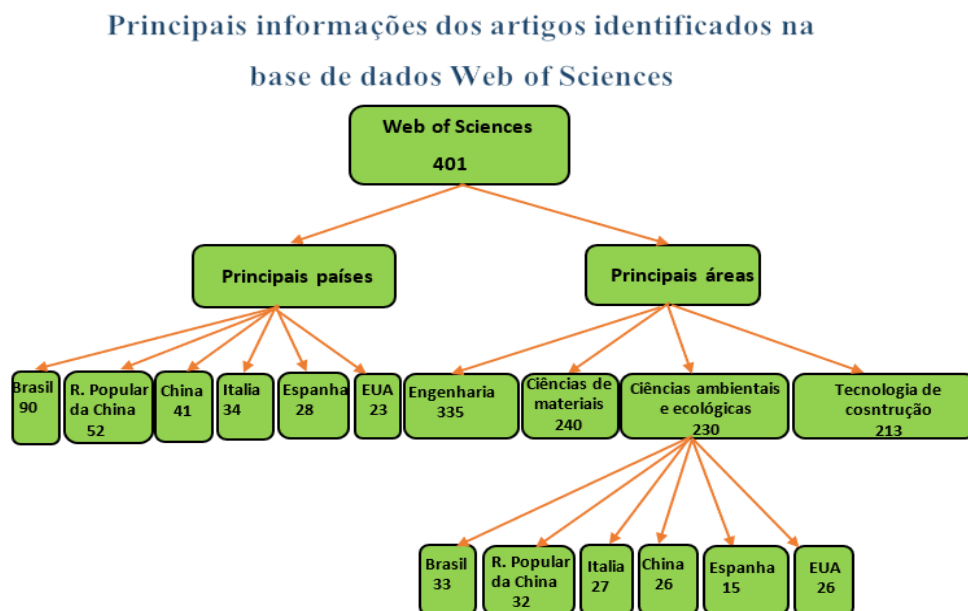 Principais informações dos artigos identificados na
base de dados Web of Sciences
Web of Sciences
401
Principais países
Principais áreas
Brasil
90
R. Popular
da China
52
China
41
Italia
34
Espanha
28
EUA
23
Engenharia
335
Ciências de
materiais
240
Ciências ambientais
e ecológicas
230
Tecnologia de
cosntrução
213
Brasil
33
R. Popular
da China
32
Italia
27
China
26
Espanha
15
EUA
26